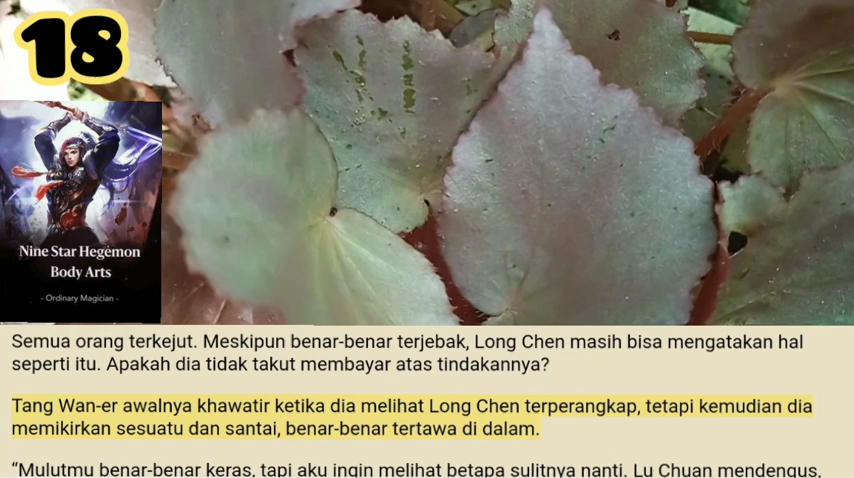 18
Nine Star Hegemon
Body Arts
- Ordinary Magician -
Semua orang terkejut. Meskipun benar-benar terjebak, Long Chen masih bisa mengatakan hal
seperti itu. Apakah dia tidak takut membayar atas tindakannya?
Tang Wan-er awalnya khawatir ketika dia melihat Long Chen terperangkap, tetapi kemudian dia
memikirkan sesuatu dan santai, benar-benar tertawa di dalam.
“Mulutmu benar-benar keras, tapi aku ingin melihat betapa sulitnya nanti. Lu Chuan mendengus,